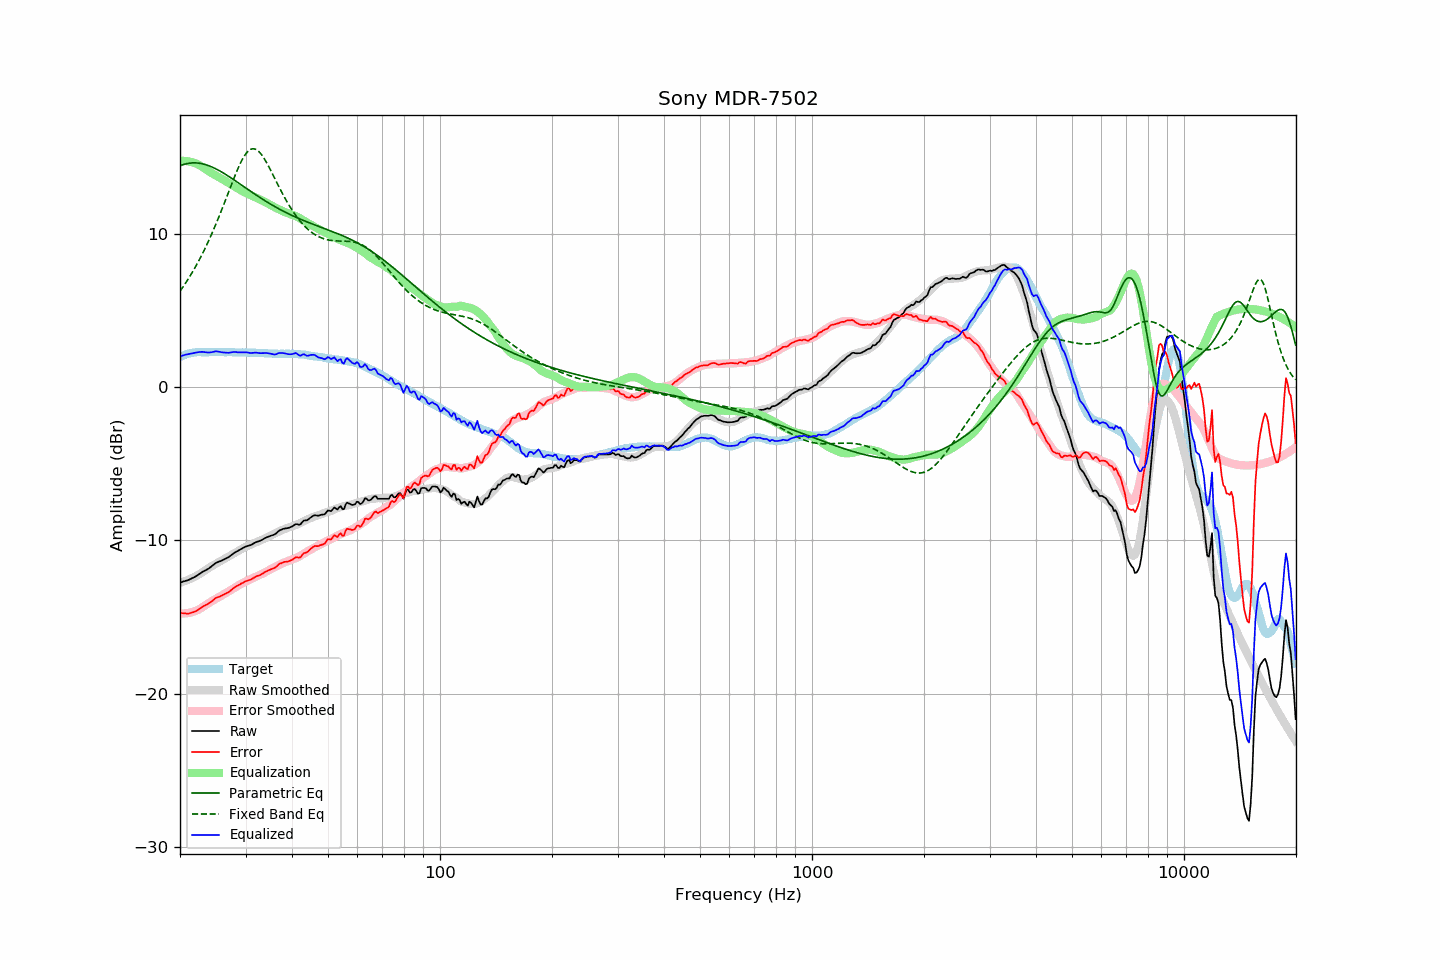 Sony MDR-7502
Amplitude (dBr)
10
0
−10
−20
−30
Target
Raw Smoothed
Error Smoothed
Raw
Error
Equalization
Parametric Eq
Fixed Band Eq
Equalized
100
1000
10000
Frequency (Hz)